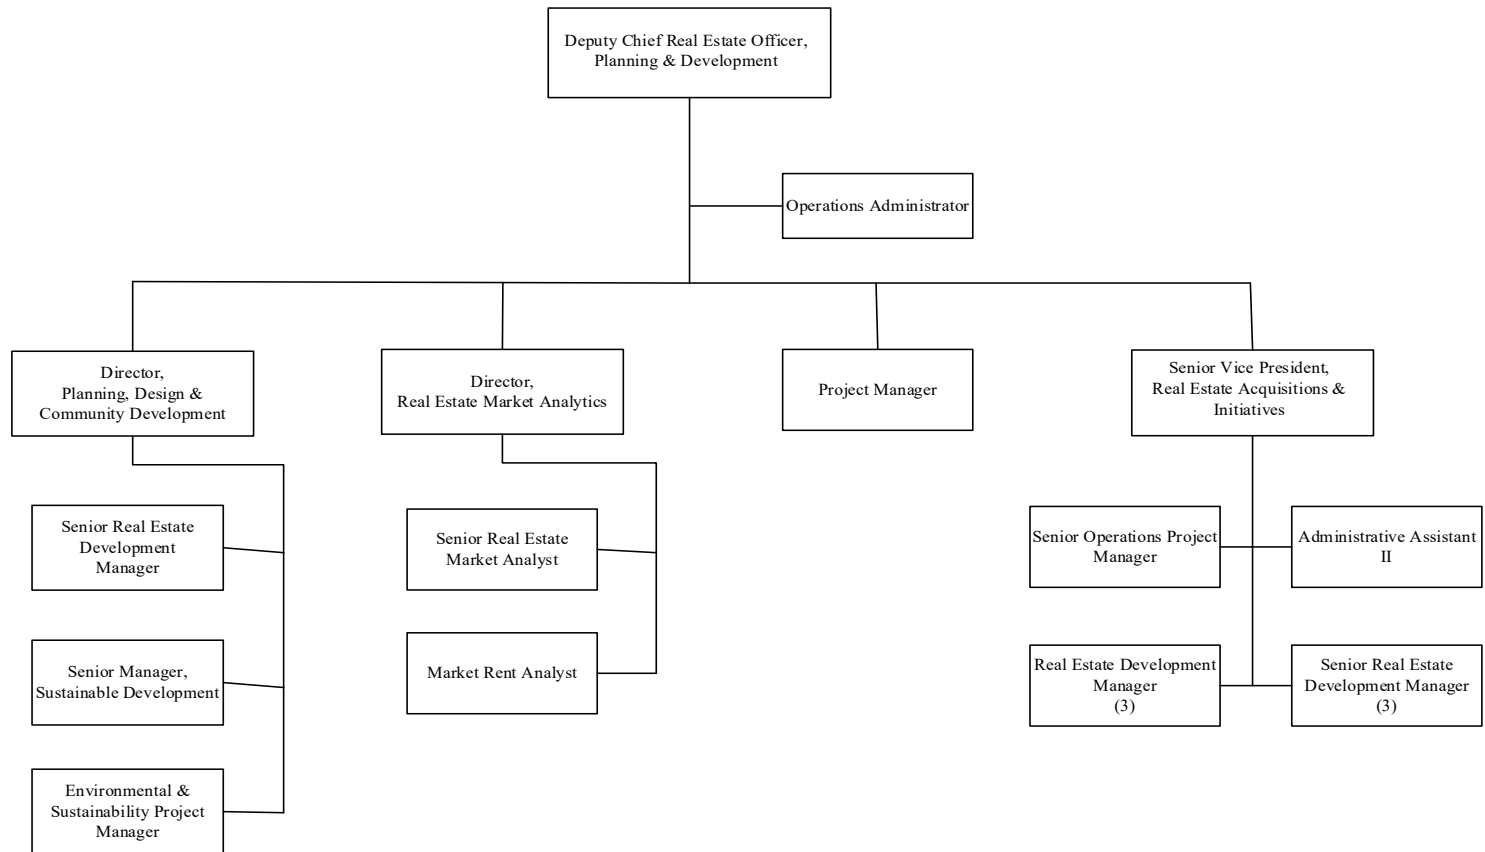 Deputy Chief Real Estate Officer,
Planning & Development
Operations Administrator
Director,
Planning, Design &
Community Development
Director,
Real Estate Market Analytics
Project Manager
Senior Vice President,
Real Estate Acquisitions &
Initiatives
Senior Real Estate
Development
Manager
Senior Manager,
Sustainable Development
Environmental &
Sustainability Project
Manager
Senior Real Estate
Market Analyst
Market Rent Analyst
Senior Operations Project
Manager
Administrative Assistant
II
Real Estate Development
Manager
(3)
Senior Real Estate
Development Manager
(3)